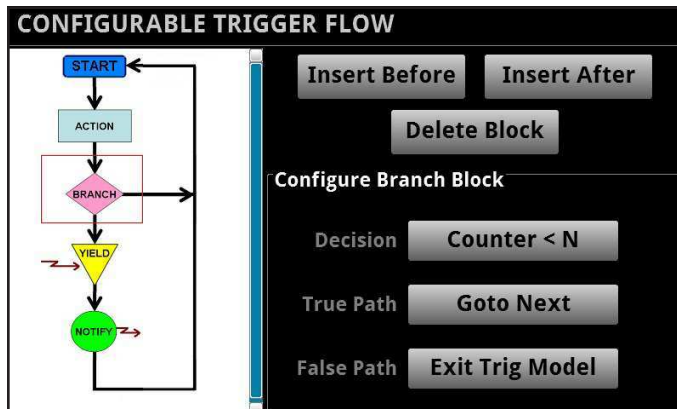 CONFIGURABLE TRIGGER FLOW
START
ACTION
BRANCH
YIELD
NOTIFY
Insert Before
Insert After
Delete Block
Configure Branch Block
Decision
Counter < N
True Path
Goto Next
False Path
Exit Trig Model